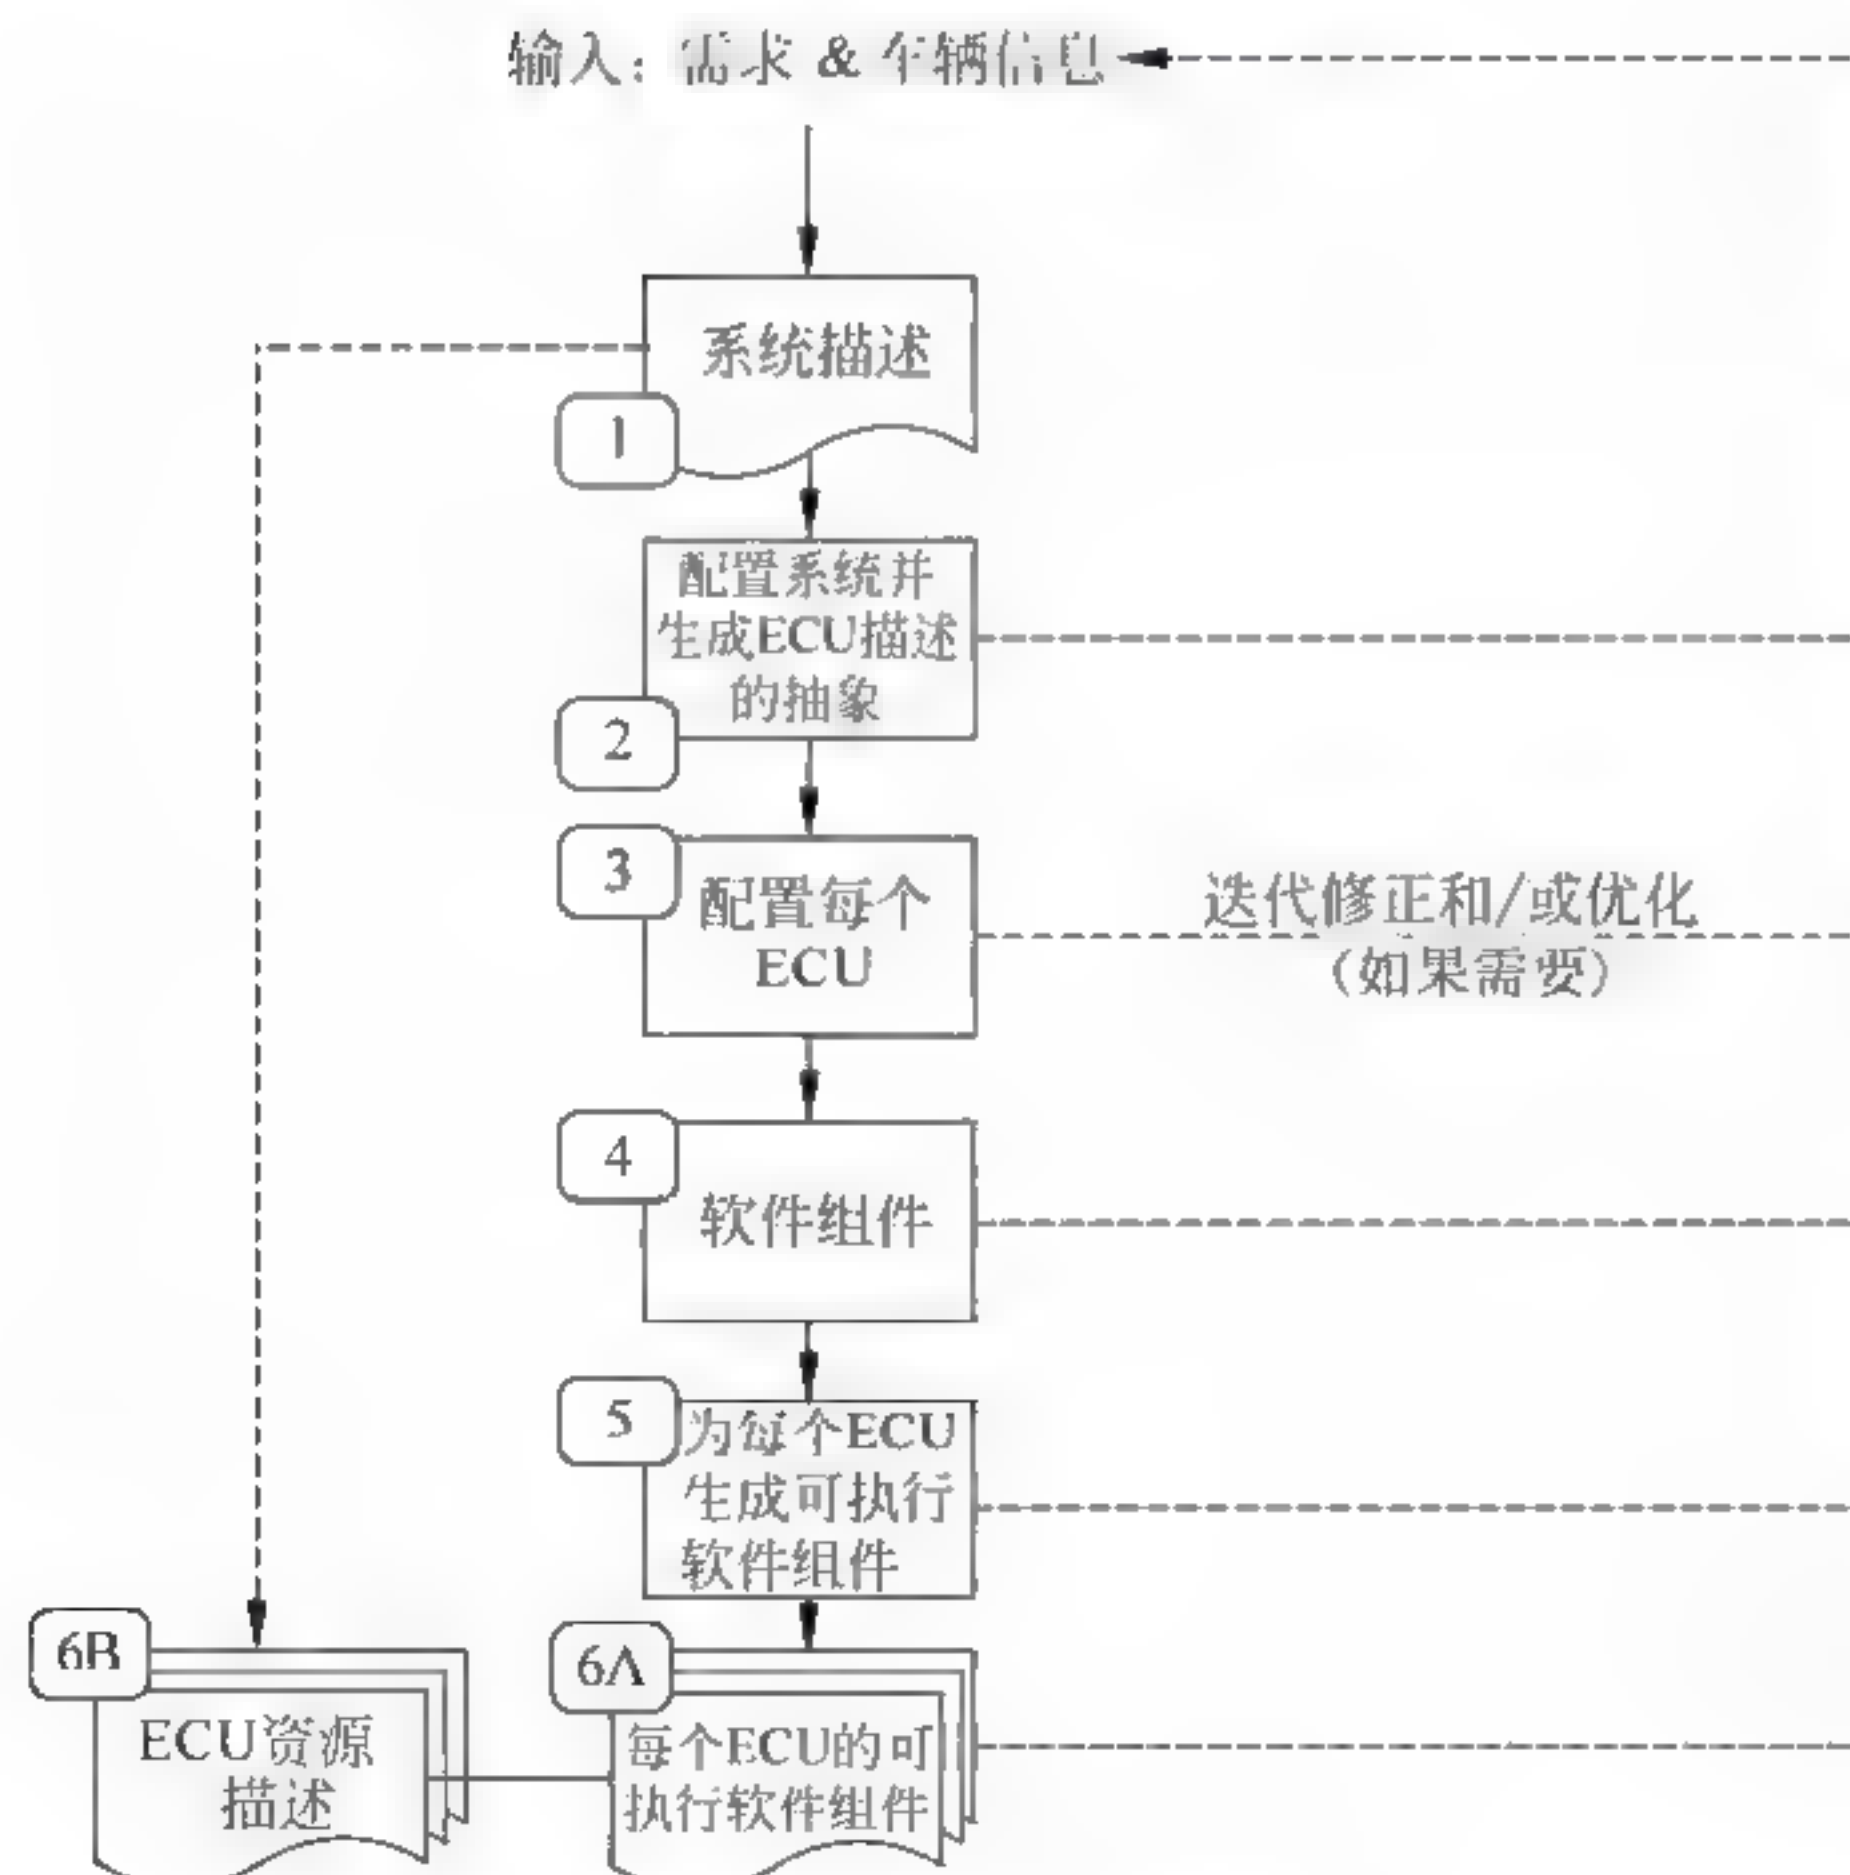 输入：需求 & 车辆信息
系统描述
1
配置系统并
生成ECU描述
的抽象
2
3
配置每个
ECU
迭代修正和/或优化
（如果需要）
4
软件组件
5
为每个ECU
生成可执行
软件组件
6B
ECU资源
描述
6A
每个ECU的可
执行软件组件